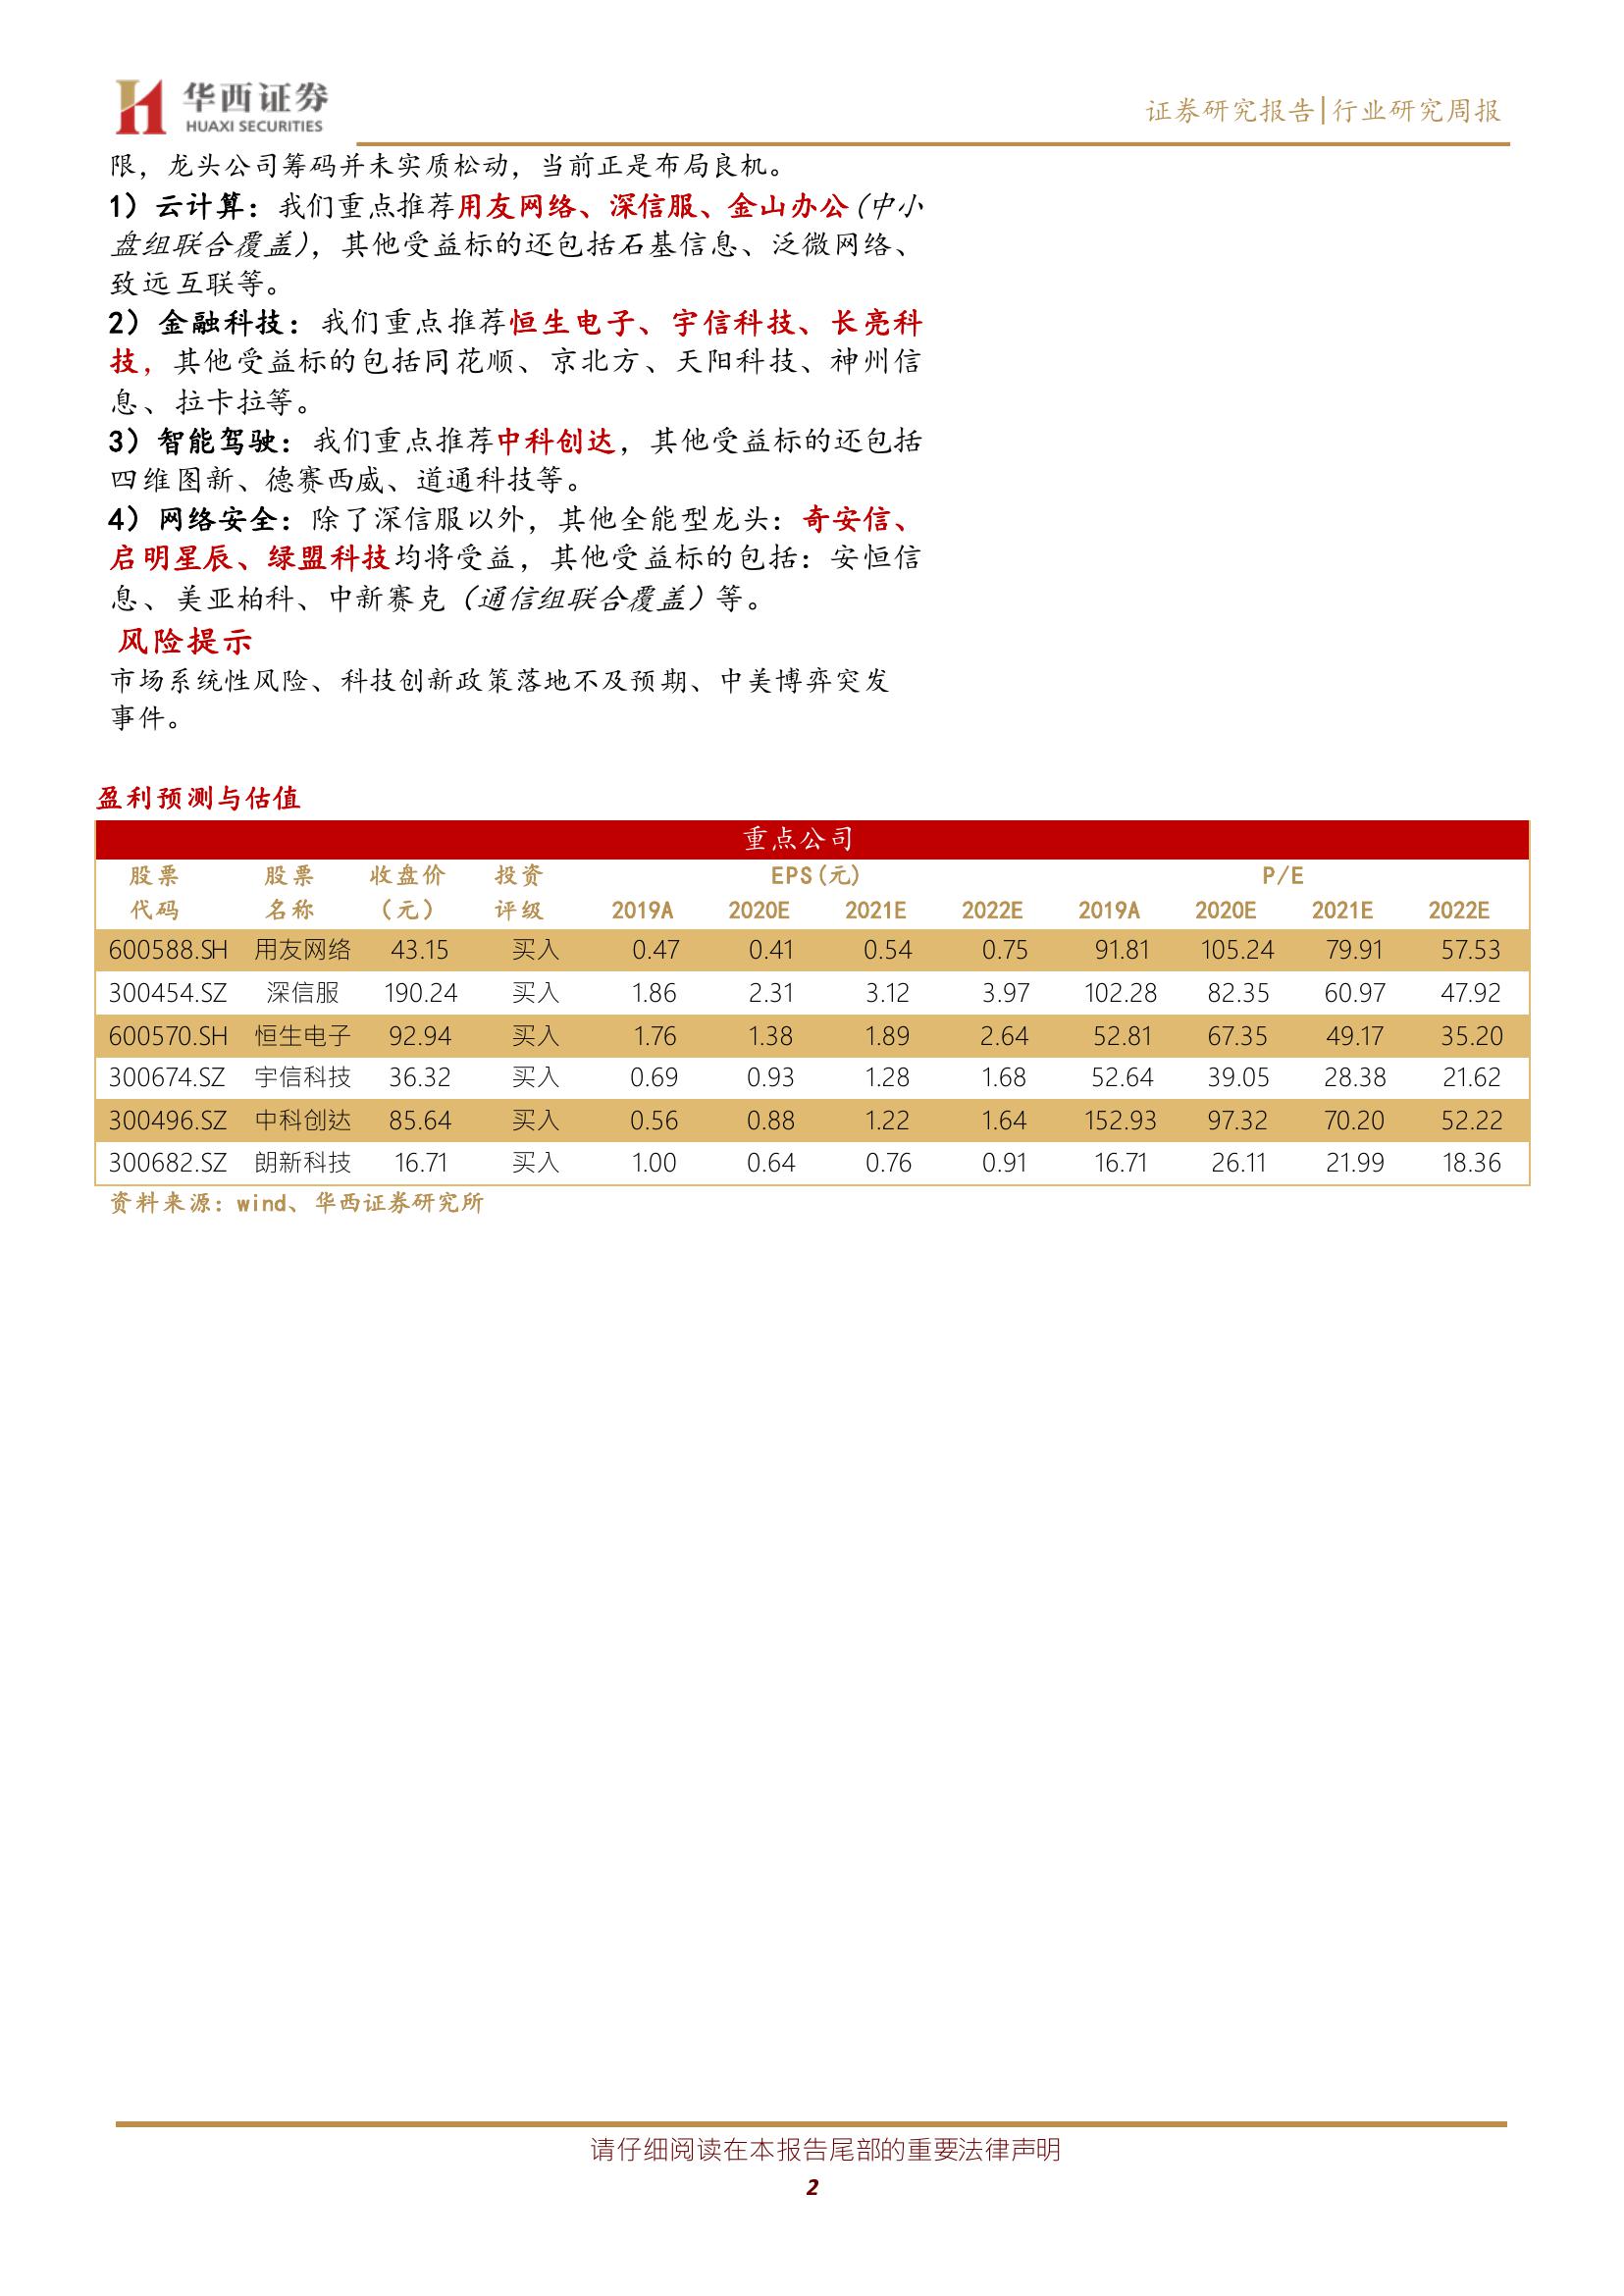 华西证券
HUAXI SECURITIES
证券研究报告|行业研究周报
限，龙头公司筹码并未实质松动，当前正是布局良机。
1）云计算：我们重点推荐用友网络、深信服、金山办公(中小
盘组联合覆盖)，其他受益标的还包括石基信息、泛微网络、
致远互联等。
2）金融科技：我们重点推荐恒生电子、宇信科技、长亮科
技，其他受益标的包括同花顺、京北方、天阳科技、神州信
息、拉卡拉等。
3）智能驾驶：我们重点推荐中科创达，其他受益标的还包括
四维图新、德赛西威、道通科技等。
4）网络安全：除了深信服以外，其他全能型龙头：奇安信、
启明星辰、绿盟科技均将受益，其他受益标的包括：安恒信
息、美亚柏科、中新赛克（通信组联合覆盖）等。
风险提示
市场系统性风险、科技创新政策落地不及预期、中美博弈突发
事件。
盈利预测与估值
重点公司
股票 股票 收盘价 投资 EPS(元) P/E
代码 名称 （元） 评级 2019A 2020E 2021E 2022E 2019A 2020E 2021E 2022E
600588.SH 用友网络 43.15 买入 0.47 0.41 0.54 0.75 91.81 105.24 79.91 57.53
300454.SZ 深信服 190.24 买入 1.86 2.31 3.12 3.97 102.28 82.35 60.97 47.92
600570.SH 恒生电子 92.94 买入 1.76 1.38 1.89 2.64 52.81 67.35 49.17 35.20
300674.SZ 宇信科技 36.32 买入 0.69 0.93 1.28 1.68 52.64 39.05 28.38 21.62
300496.SZ 中科创达 85.64 买入 0.56 0.88 1.22 1.64 152.93 97.32 70.20 52.22
300682.SZ 朗新科技 16.71 买入 1.00 0.64 0.76 0.91 16.71 26.11 21.99 18.36
资料来源：wind、华西证券研究所
请仔细阅读在本报告尾部的重要法律声明
2